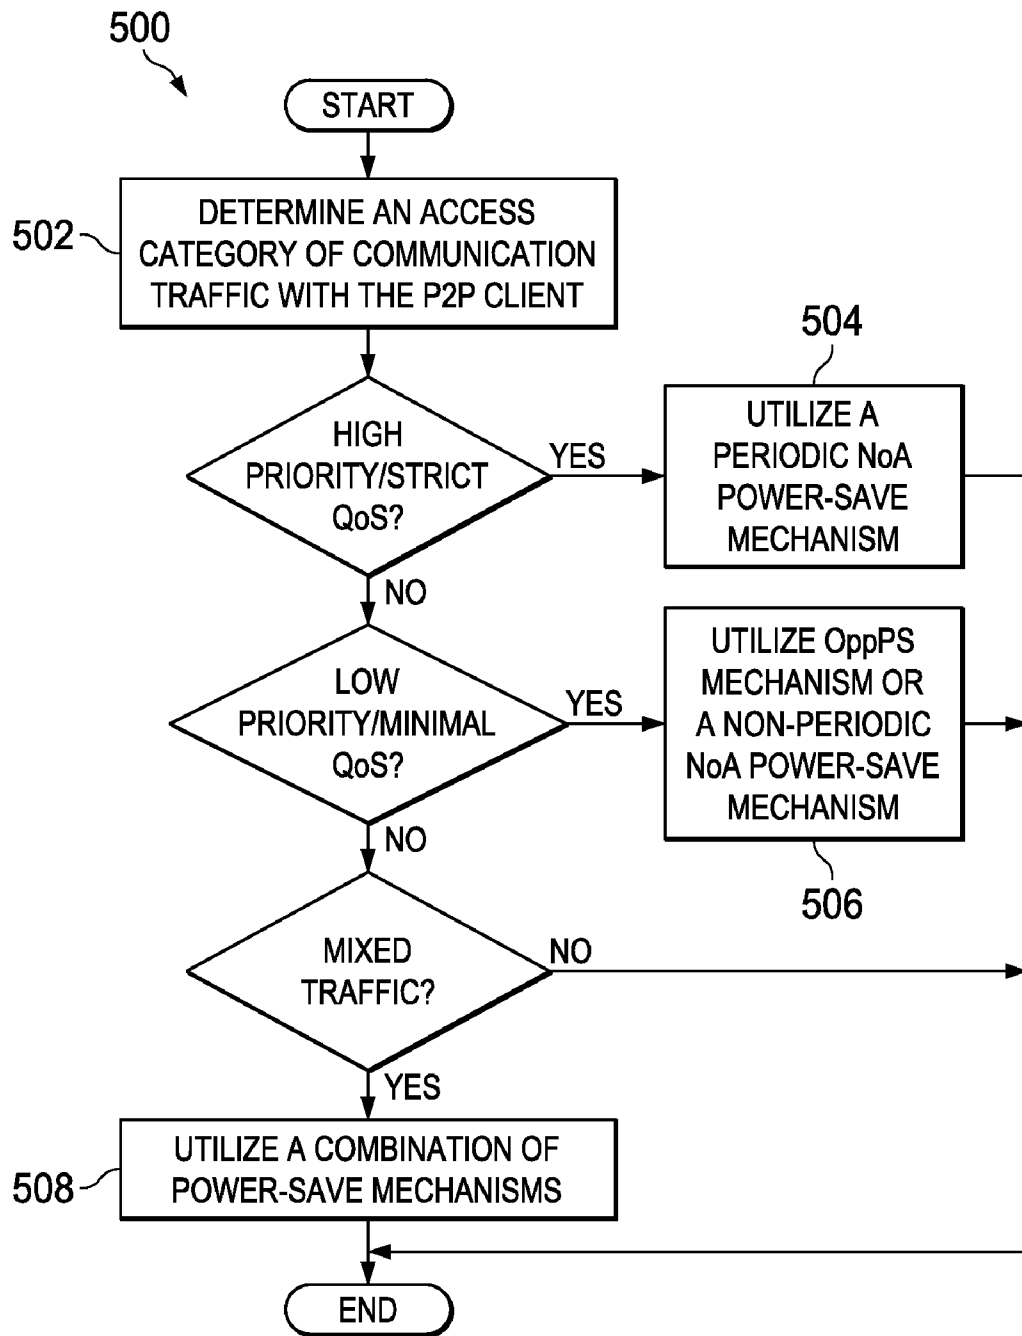 500
START
502
DETERMINE AN ACCESS
CATEGORY OF COMMUNICATION
TRAFFIC WITH THE P2P CLIENT
HIGH
PRIORITY/STRICT
QoS?
YES
504
UTILIZE A
PERIODIC NoA
POWER-SAVE
MECHANISM
NO
LOW
PRIORITY/MINIMAL
QoS?
YES
UTILIZE OppPS
MECHANISM OR
A NON-PERIODIC
NoA POWER-SAVE
MECHANISM
506
NO
MIXED
TRAFFIC?
NO
YES
508
UTILIZE A COMBINATION OF
POWER-SAVE MECHANISMS
END